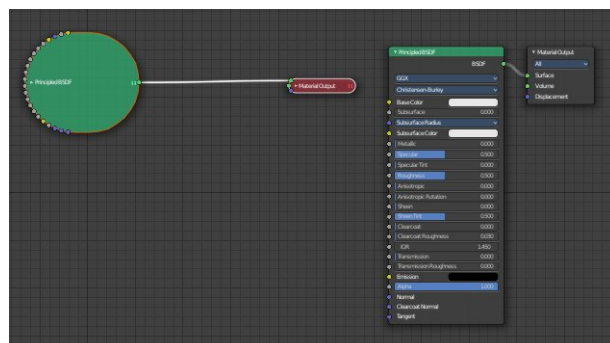 Principled BSDF
Material Output
Principled BSDF
BSDF
GGX
Christensen-Burley
Base Color
Subsurface 0.000
Subsurface Radius
Subsurface Color
Metallic 0.000
Specular 0.500
Specular Tint 0.000
Roughness 0.500
Anisotropic 0.000
Anisotropic Rotation 0.000
Sheen 0.000
Sheen Tint 0.500
Clearcoat 0.000
Clearcoat Roughness 0.030
IOR 1.450
Transmission 0.000
Transmission Roughness 0.000
Emission
Alpha 1.000
Normal
Clearcoat Normal
Tangent
Material Output
All
Surface
Volume
Displacement